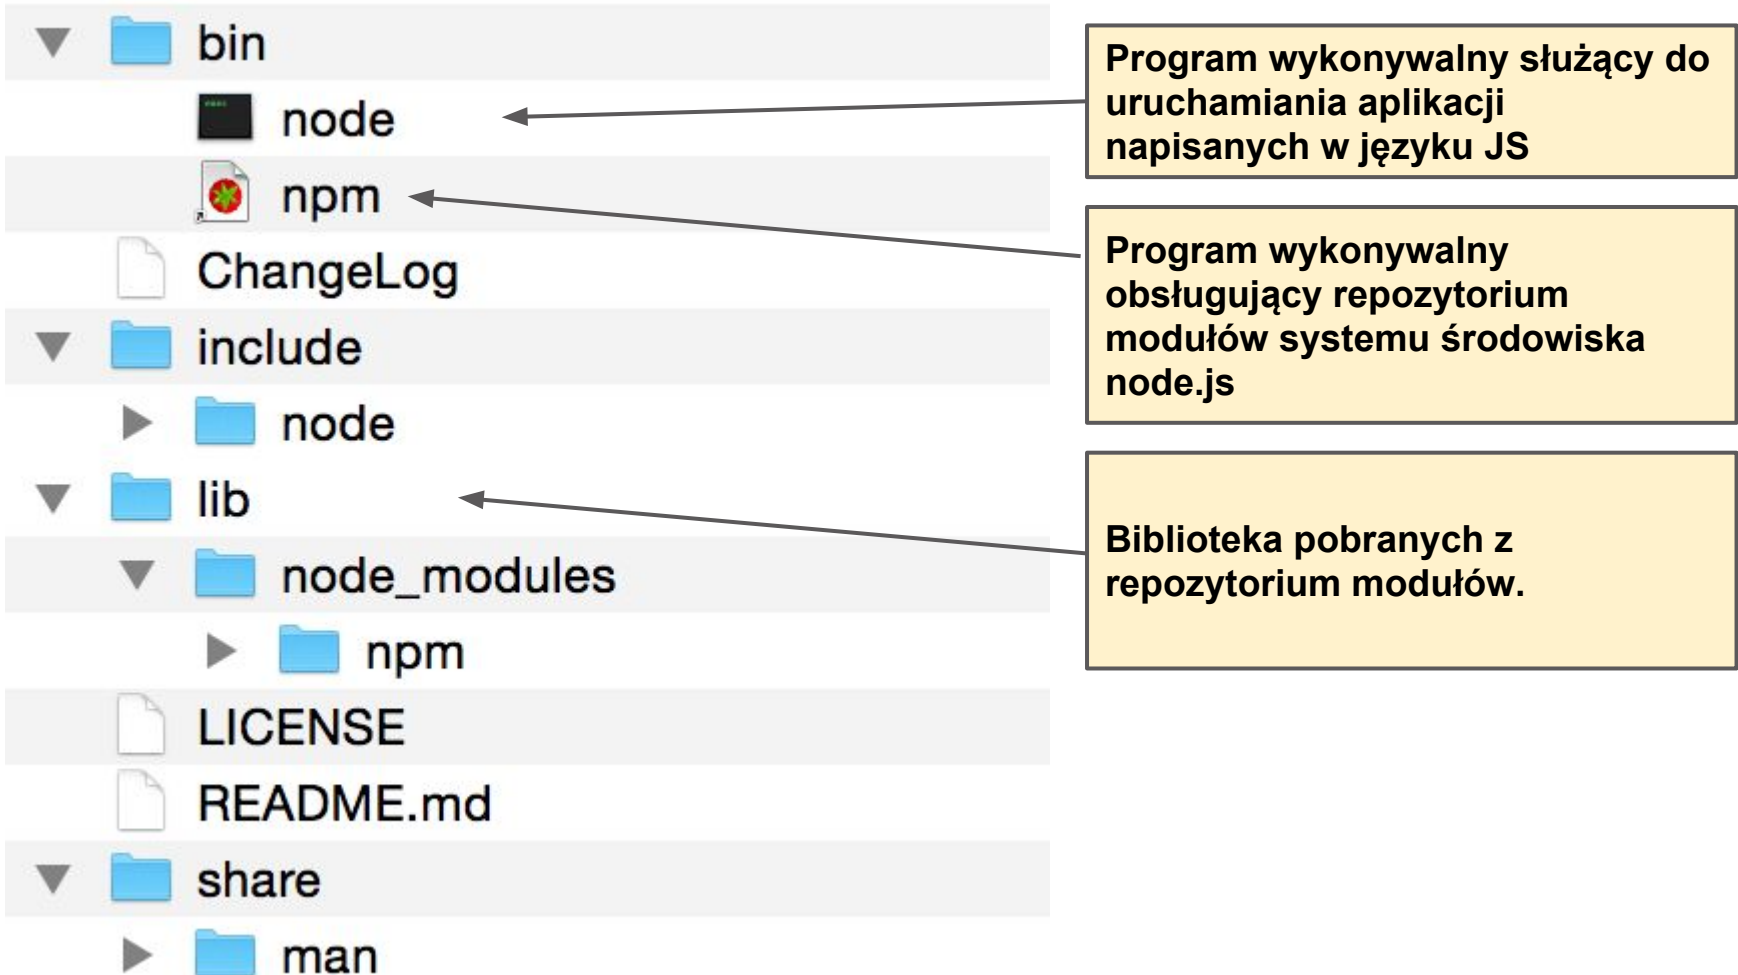 bin
node
npm
ChangeLog
include
node
lib
node_modules
npm
LICENSE
README.md
share
man
Program wykonywalny służący do
uruchamiania aplikacji
napisanych w języku JS
Program wykonywalny
obsługujący repozytorium
modułów systemu środowiska
node.js
Biblioteka pobranych z
repozytorium modułów.